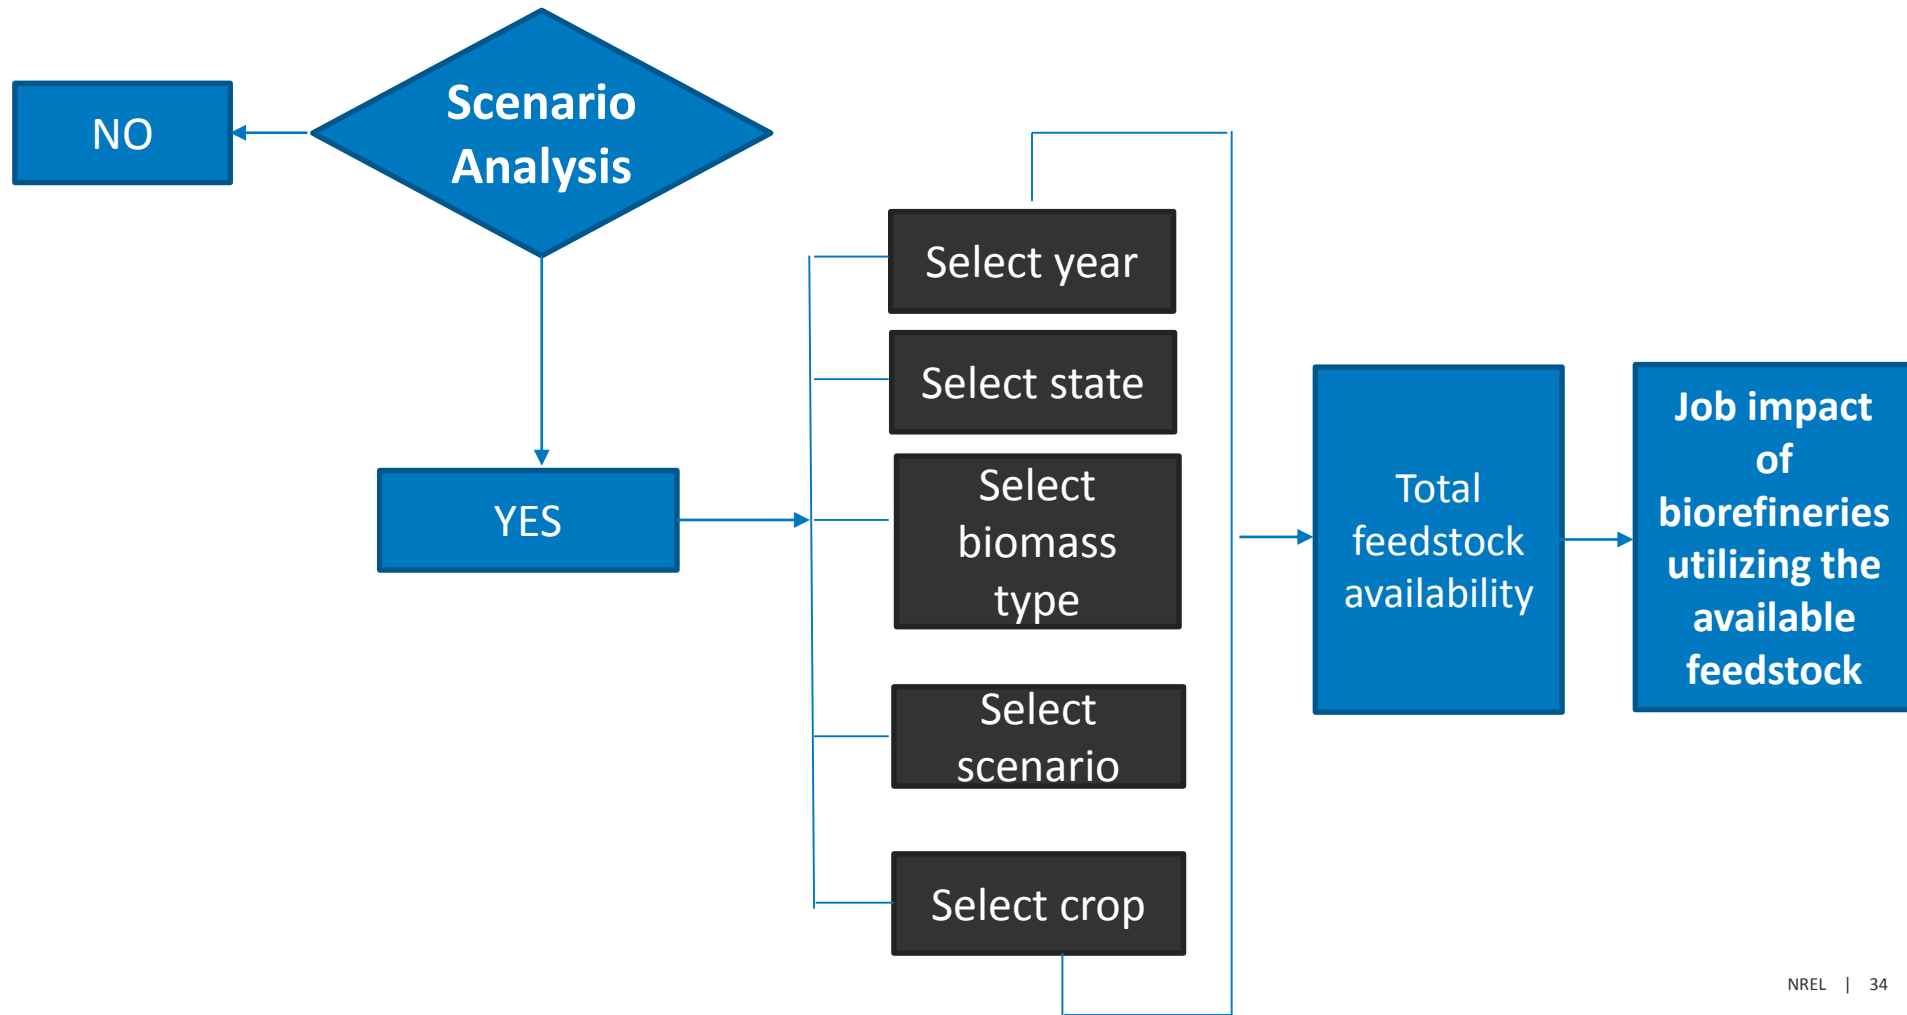 Scenario
Analysis
NO
YES
Select year
Select state
Select
biomass
type
Select
scenario
Select crop
Total
feedstock
availability
Job impact
of
biorefineries
utilizing the
available
feedstock
NREL | 34